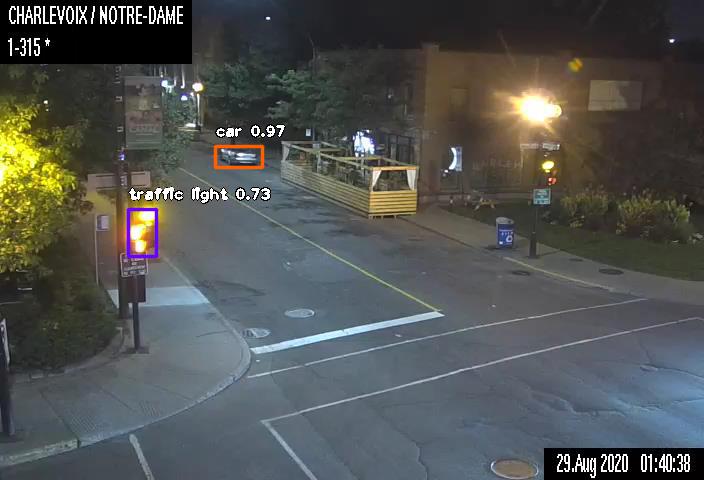 CHARLEVOIX / NOTRE-DAME
1-315 *
car 0.97
traffic light 0.73
29.Aug 2020 01:40:38